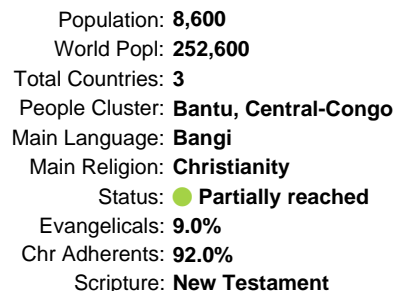 Population: 8,600
World Popl: 252,600
Total Countries: 3
People Cluster: Bantu, Central-Congo
Main Language: Bangi
Main Religion: Christianity
Status: Partially reached
Evangelicals: 9.0%
Chr Adherents: 92.0%
Scripture: New Testament